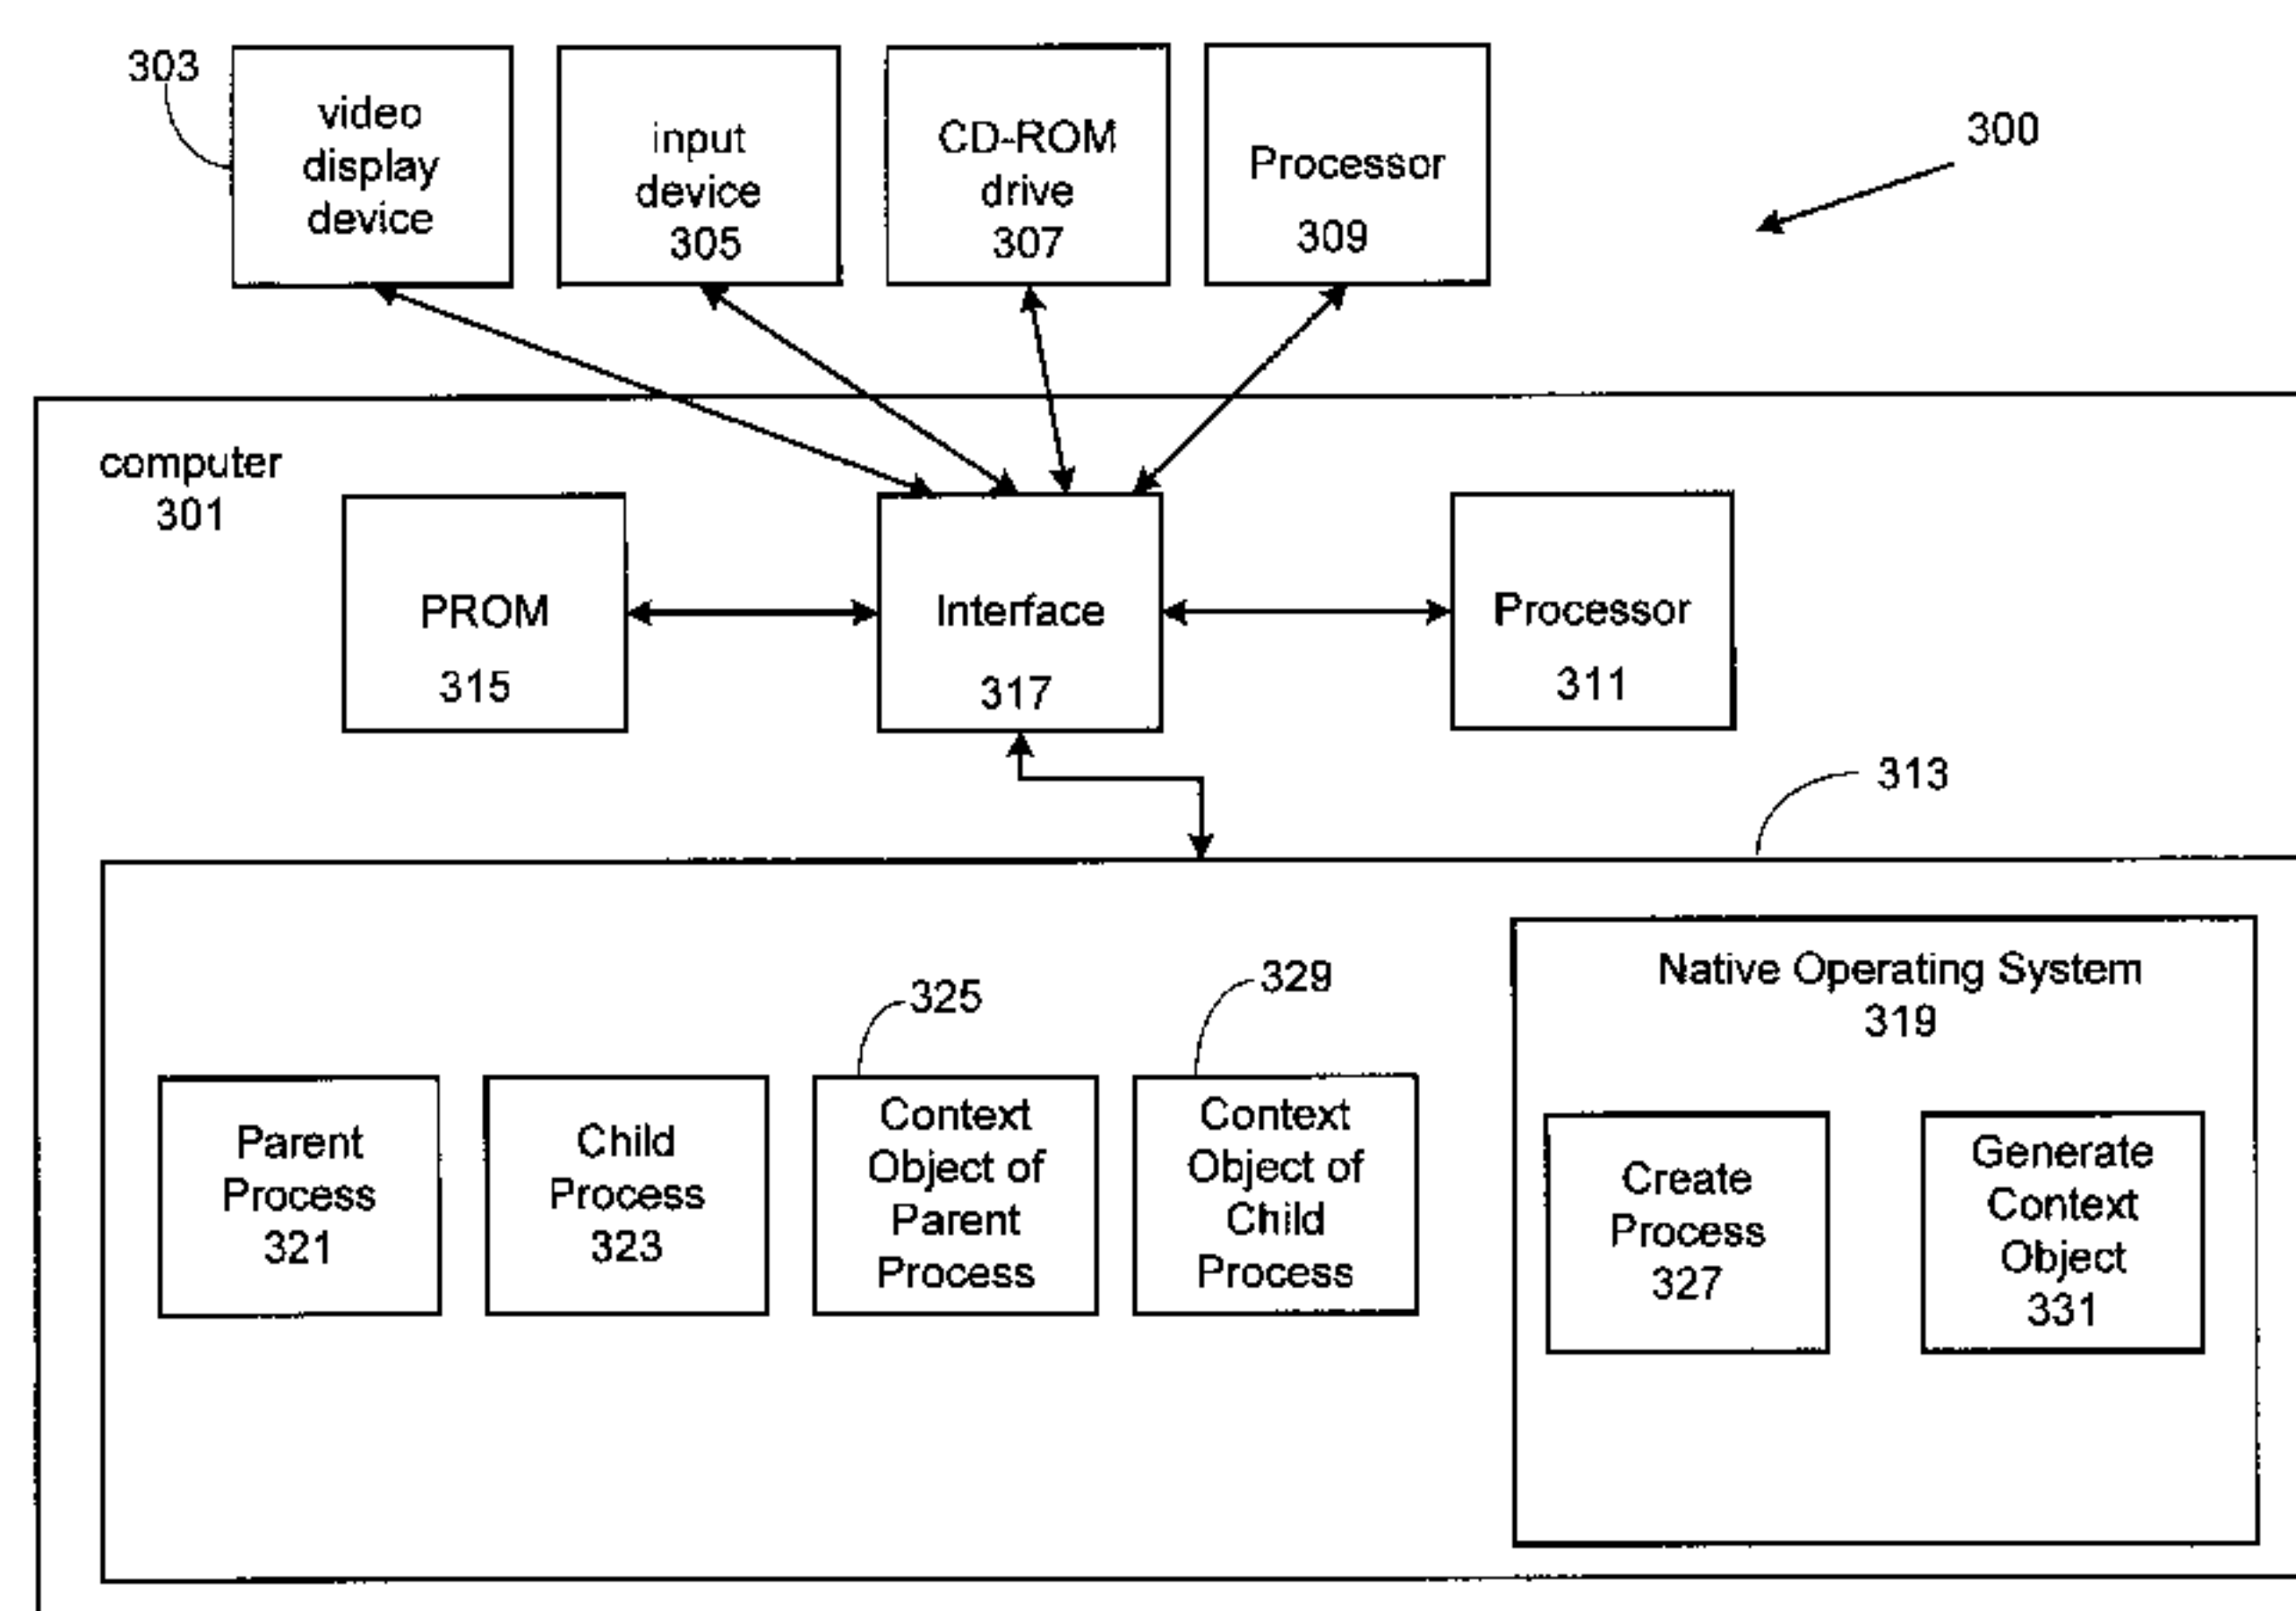 303
video
display
device
input
device
305
CD-ROM
drive
307
Processor
309
300
computer
301
PROM
315
Interface
317
Processor
311
313
Parent
Process
321
Child
Process
323
325
Context
Object of
Parent
Process
329
Context
Object of
Child
Process
Native Operating System
319
Create
Process
327
Generate
Context
Object
331